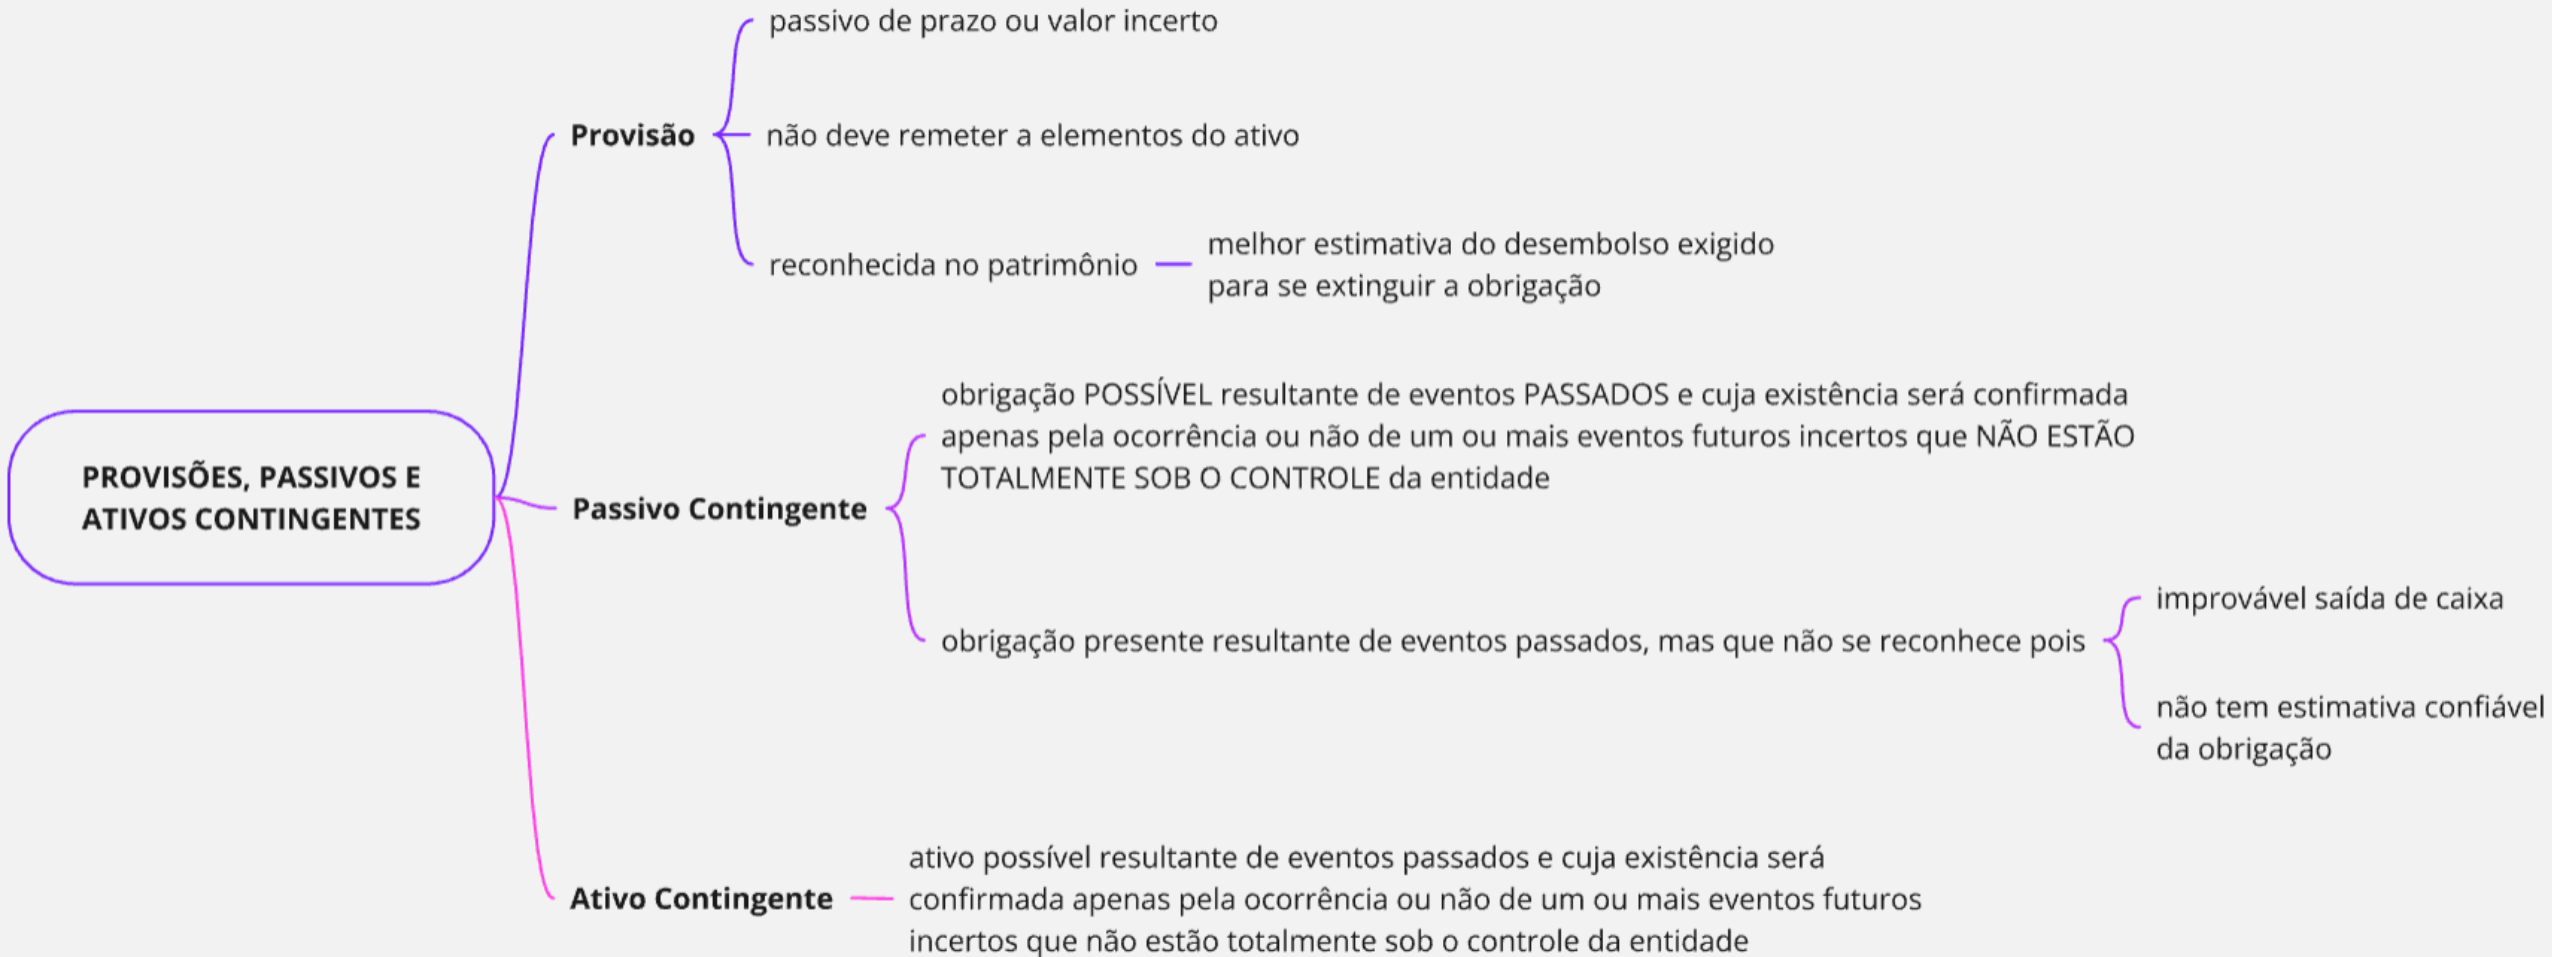 passivo de prazo ou valor incerto
Provisão
não deve remeter a elementos do ativo
reconhecida no patrimônio
melhor estimativa do desembolso exigido
para se extinguir a obrigação
PROVISÕES, PASSIVOS E
ATIVOS CONTINGENTES
Passivo Contingente
obrigação POSSÍVEL resultante de eventos PASSADOS e cuja existência será confirmada
apenas pela ocorrência ou não de um ou mais eventos futuros incertos que NÃO ESTÃO
TOTALMENTE SOB O CONTROLE da entidade
obrigação presente resultante de eventos passados, mas que não se reconhece pois
improvável saída de caixa
não tem estimativa confiável
da obrigação
Ativo Contingente
ativo possível resultante de eventos passados e cuja existência será
confirmada apenas pela ocorrência ou não de um ou mais eventos futuros
incertos que não estão totalmente sob o controle da entidade